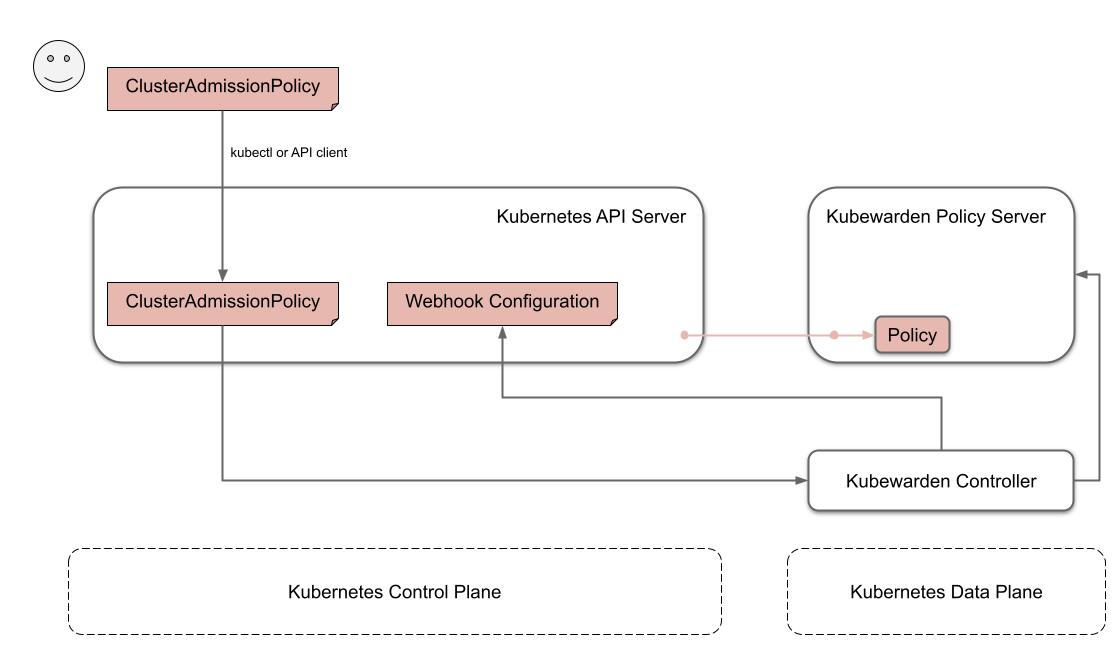 ClusterAdmissionPolicy
kubectl or API client
Kubernetes API Server
Kubewarden Policy Server
ClusterAdmissionPolicy
Webhook Configuration
Policy
Kubewarden Controller
Kubernetes Control Plane
Kubernetes Data Plane